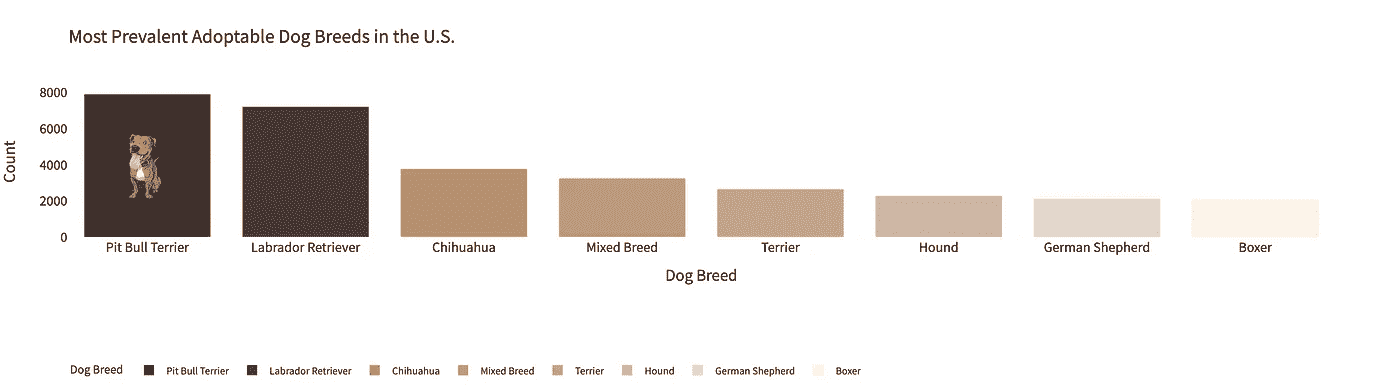 Most Prevalent Adoptable Dog Breeds in the U.S.
Count
8000
6000
4000
2000
0
Pit Bull Terrier Labrador Retriever Chihuahua Mixed Breed Terrier Hound German Shepherd Boxer
Dog Breed
Dog Breed Pit Bull Terrier Labrador Retriever Chihuahua Mixed Breed Terrier Hound German Shepherd Boxer